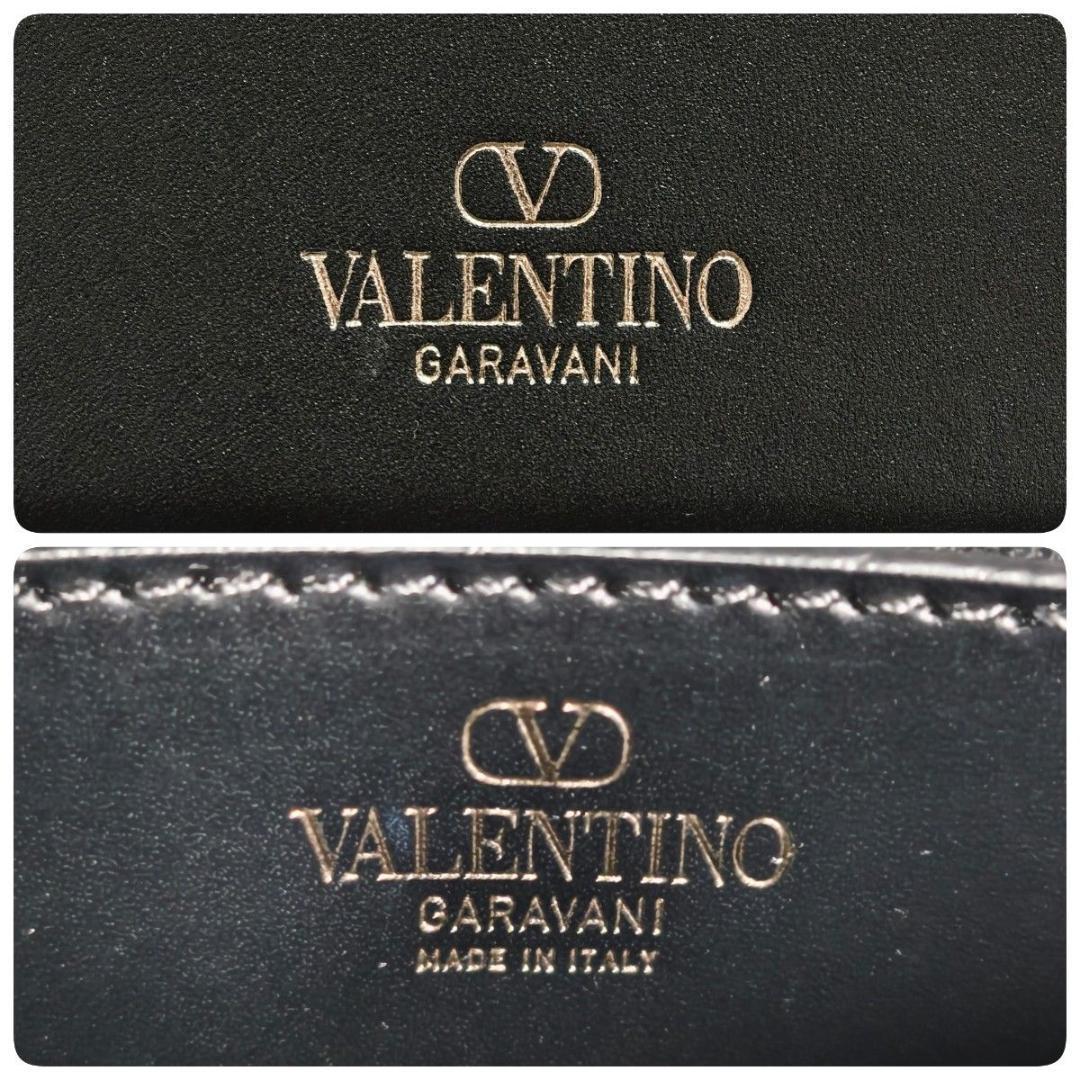 V
VALENTINO
GARAVANI
V
VALENTINO
GARAVANI
MADE IN ITALY